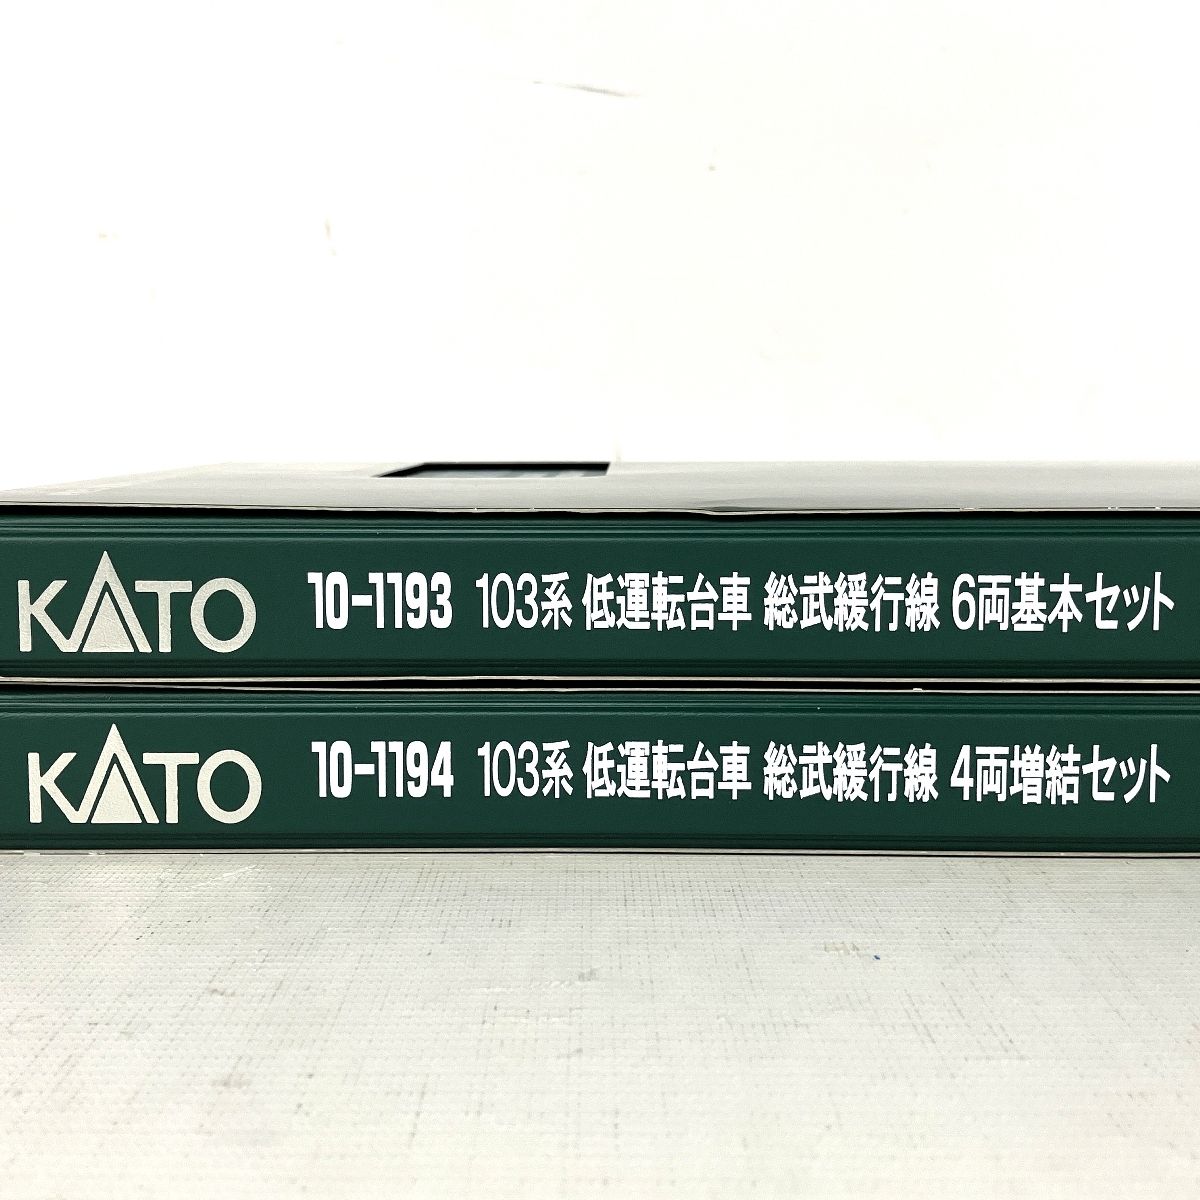 KATO 10-1193 103系 低運転台車 総武緩行線 6両基本セット
KATO 10-1194 103系 低運転台車 総武緩行線 4両増結セット